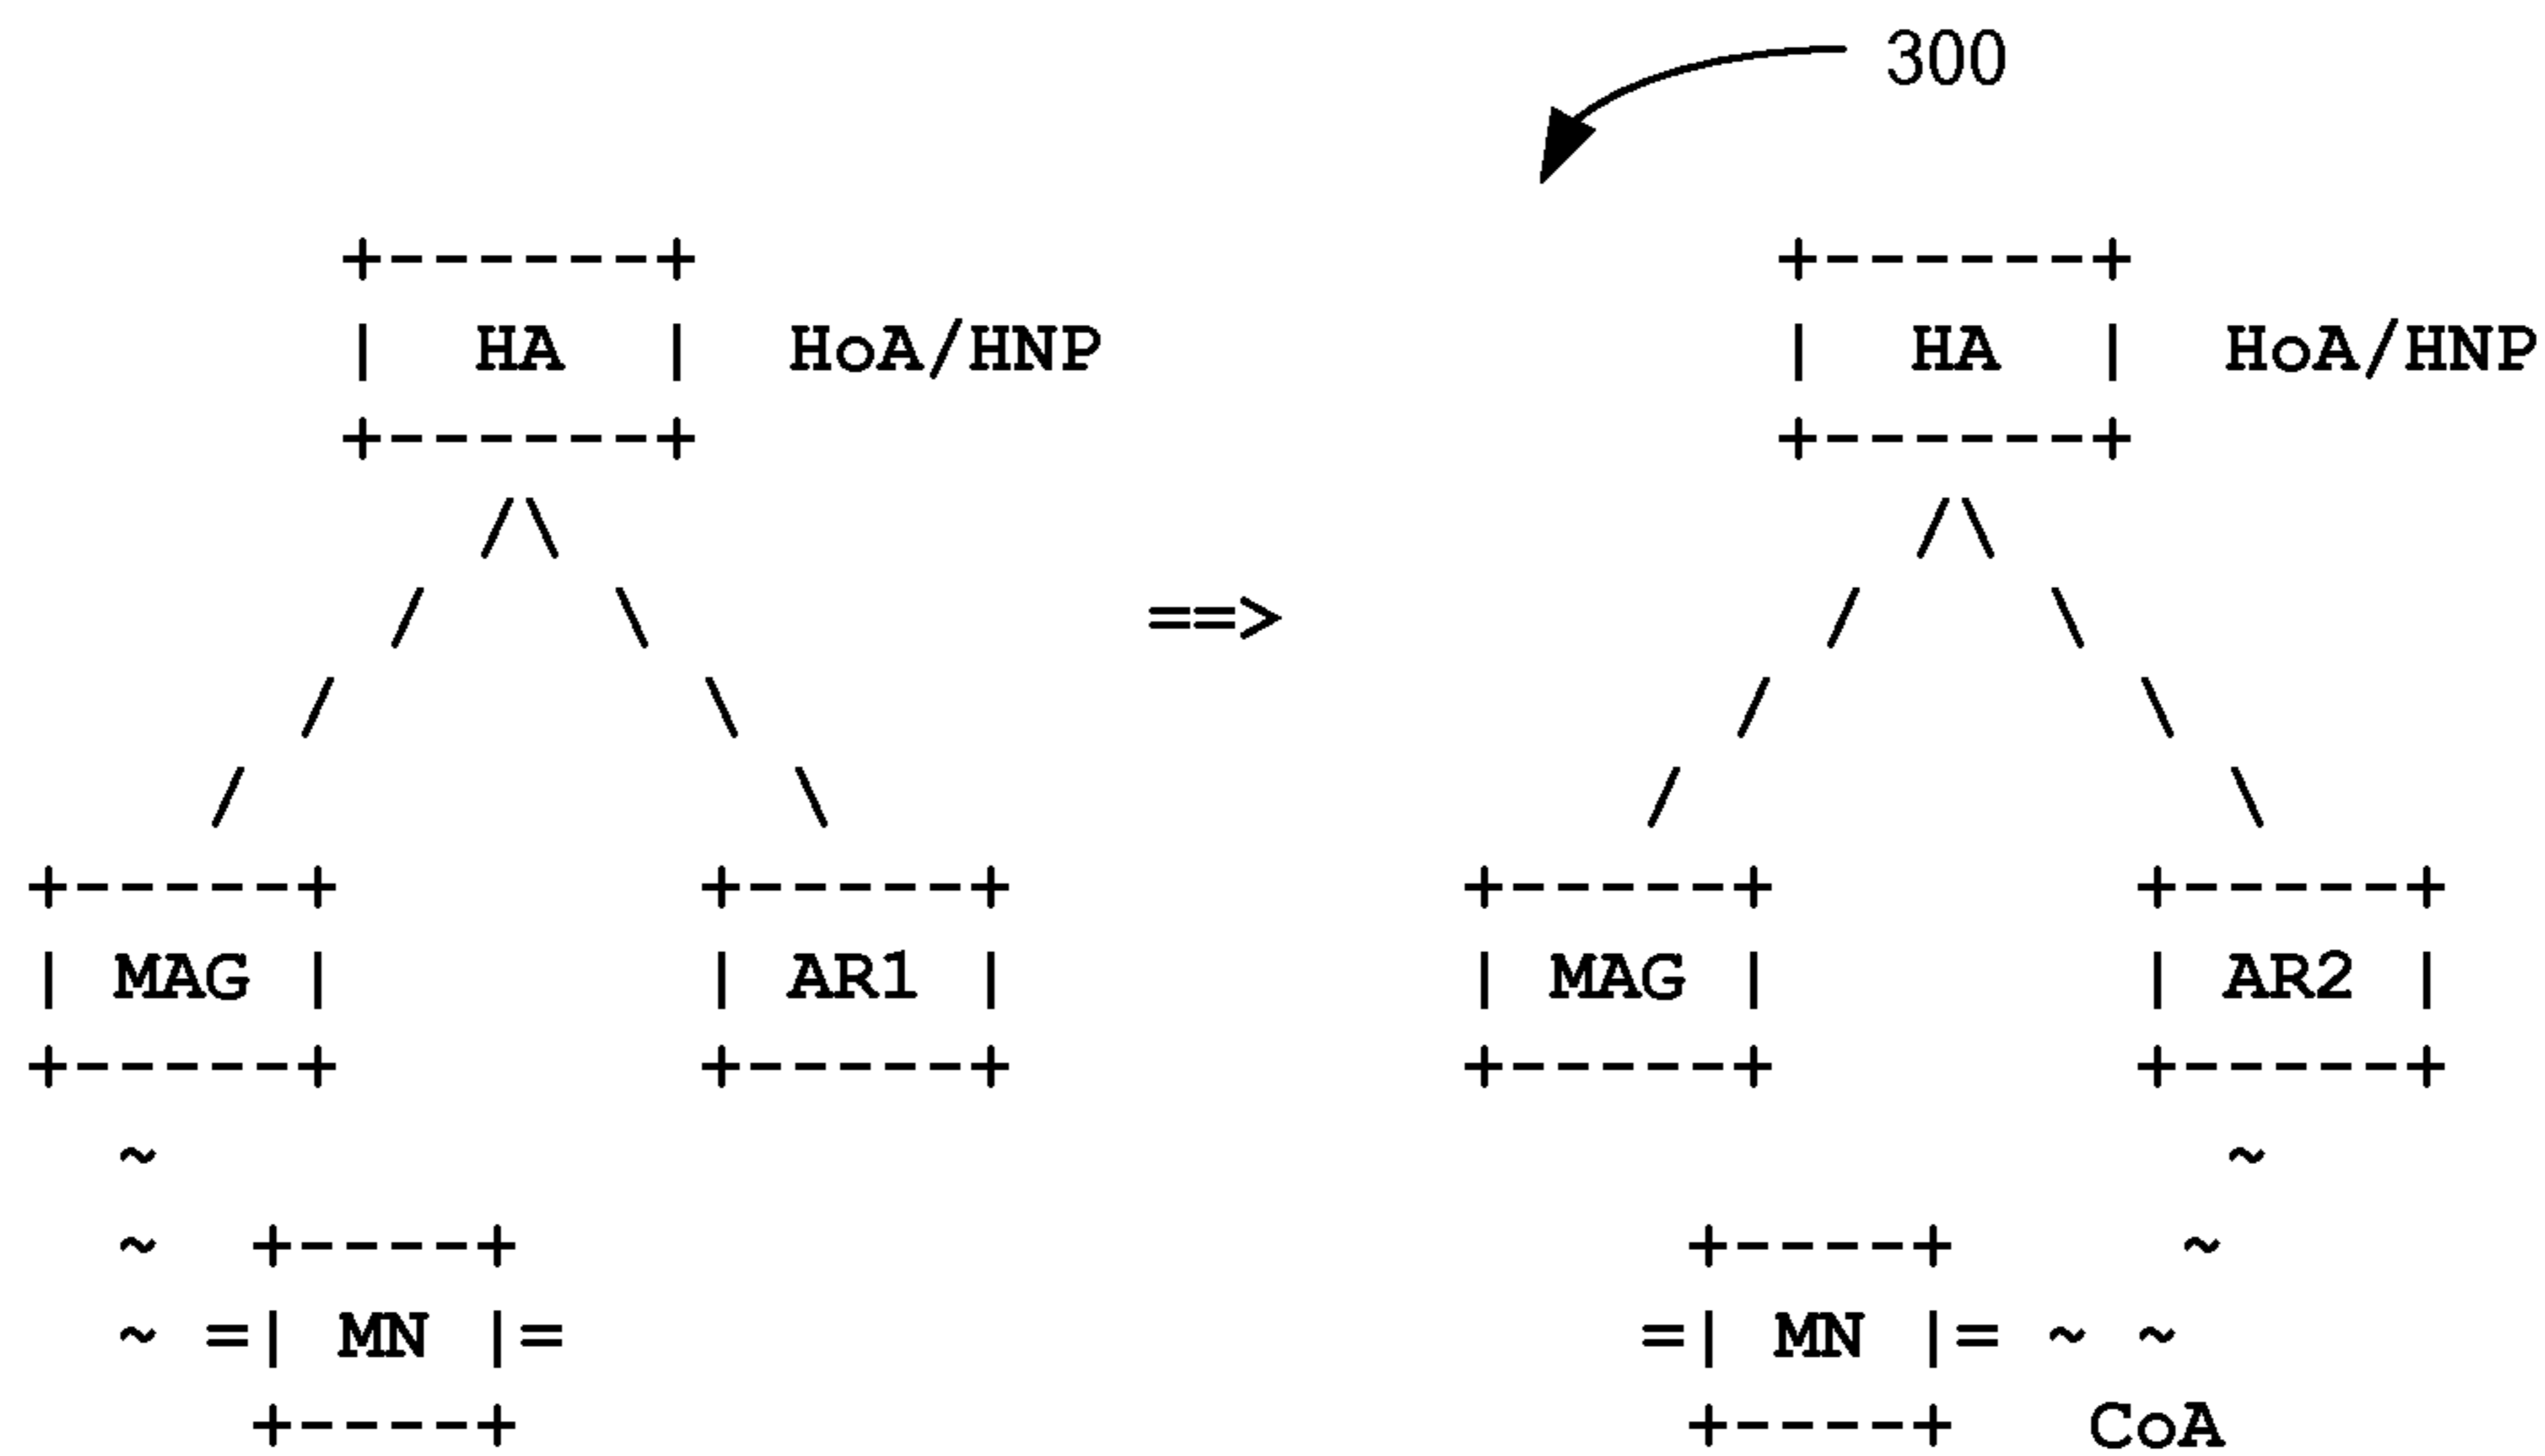 300
+-------+                       +-------+
|  HA   |  HoA/HNP              |  HA   |  HoA/HNP
+-------+                       +-------+
           /\                              /\
         /    \                          /    \
                         ==>
       /        \                      /        \
     /            \                  /            \
+------+       +------+         +------+       +------+
| MAG  |       | AR1  |         | MAG  |       | AR2  |
+------+       +------+         +------+       +------+
  ~                                              ~
  ~  +-----+                         +-----+     ~
  ~ =| MN  |=                       =| MN  |= ~ ~
     +-----+                         +-----+   CoA